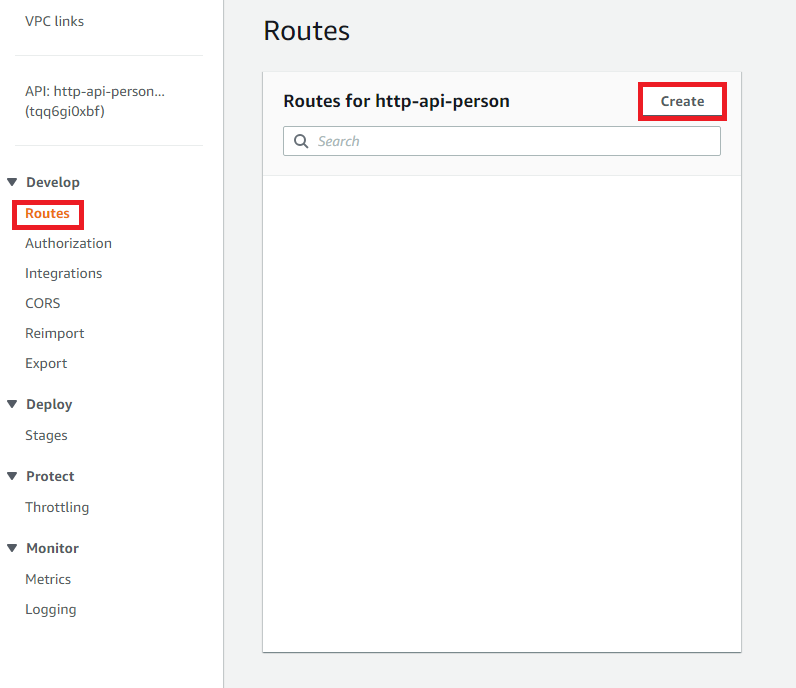 VPC links
API: http-api-person...
(tqq6gi0xbf)
Develop
Routes
Authorization
Integrations
CORS
Reimport
Export
Deploy
Stages
Protect
Throttling
Monitor
Metrics
Logging
Routes
Routes for http-api-person
Create
Search